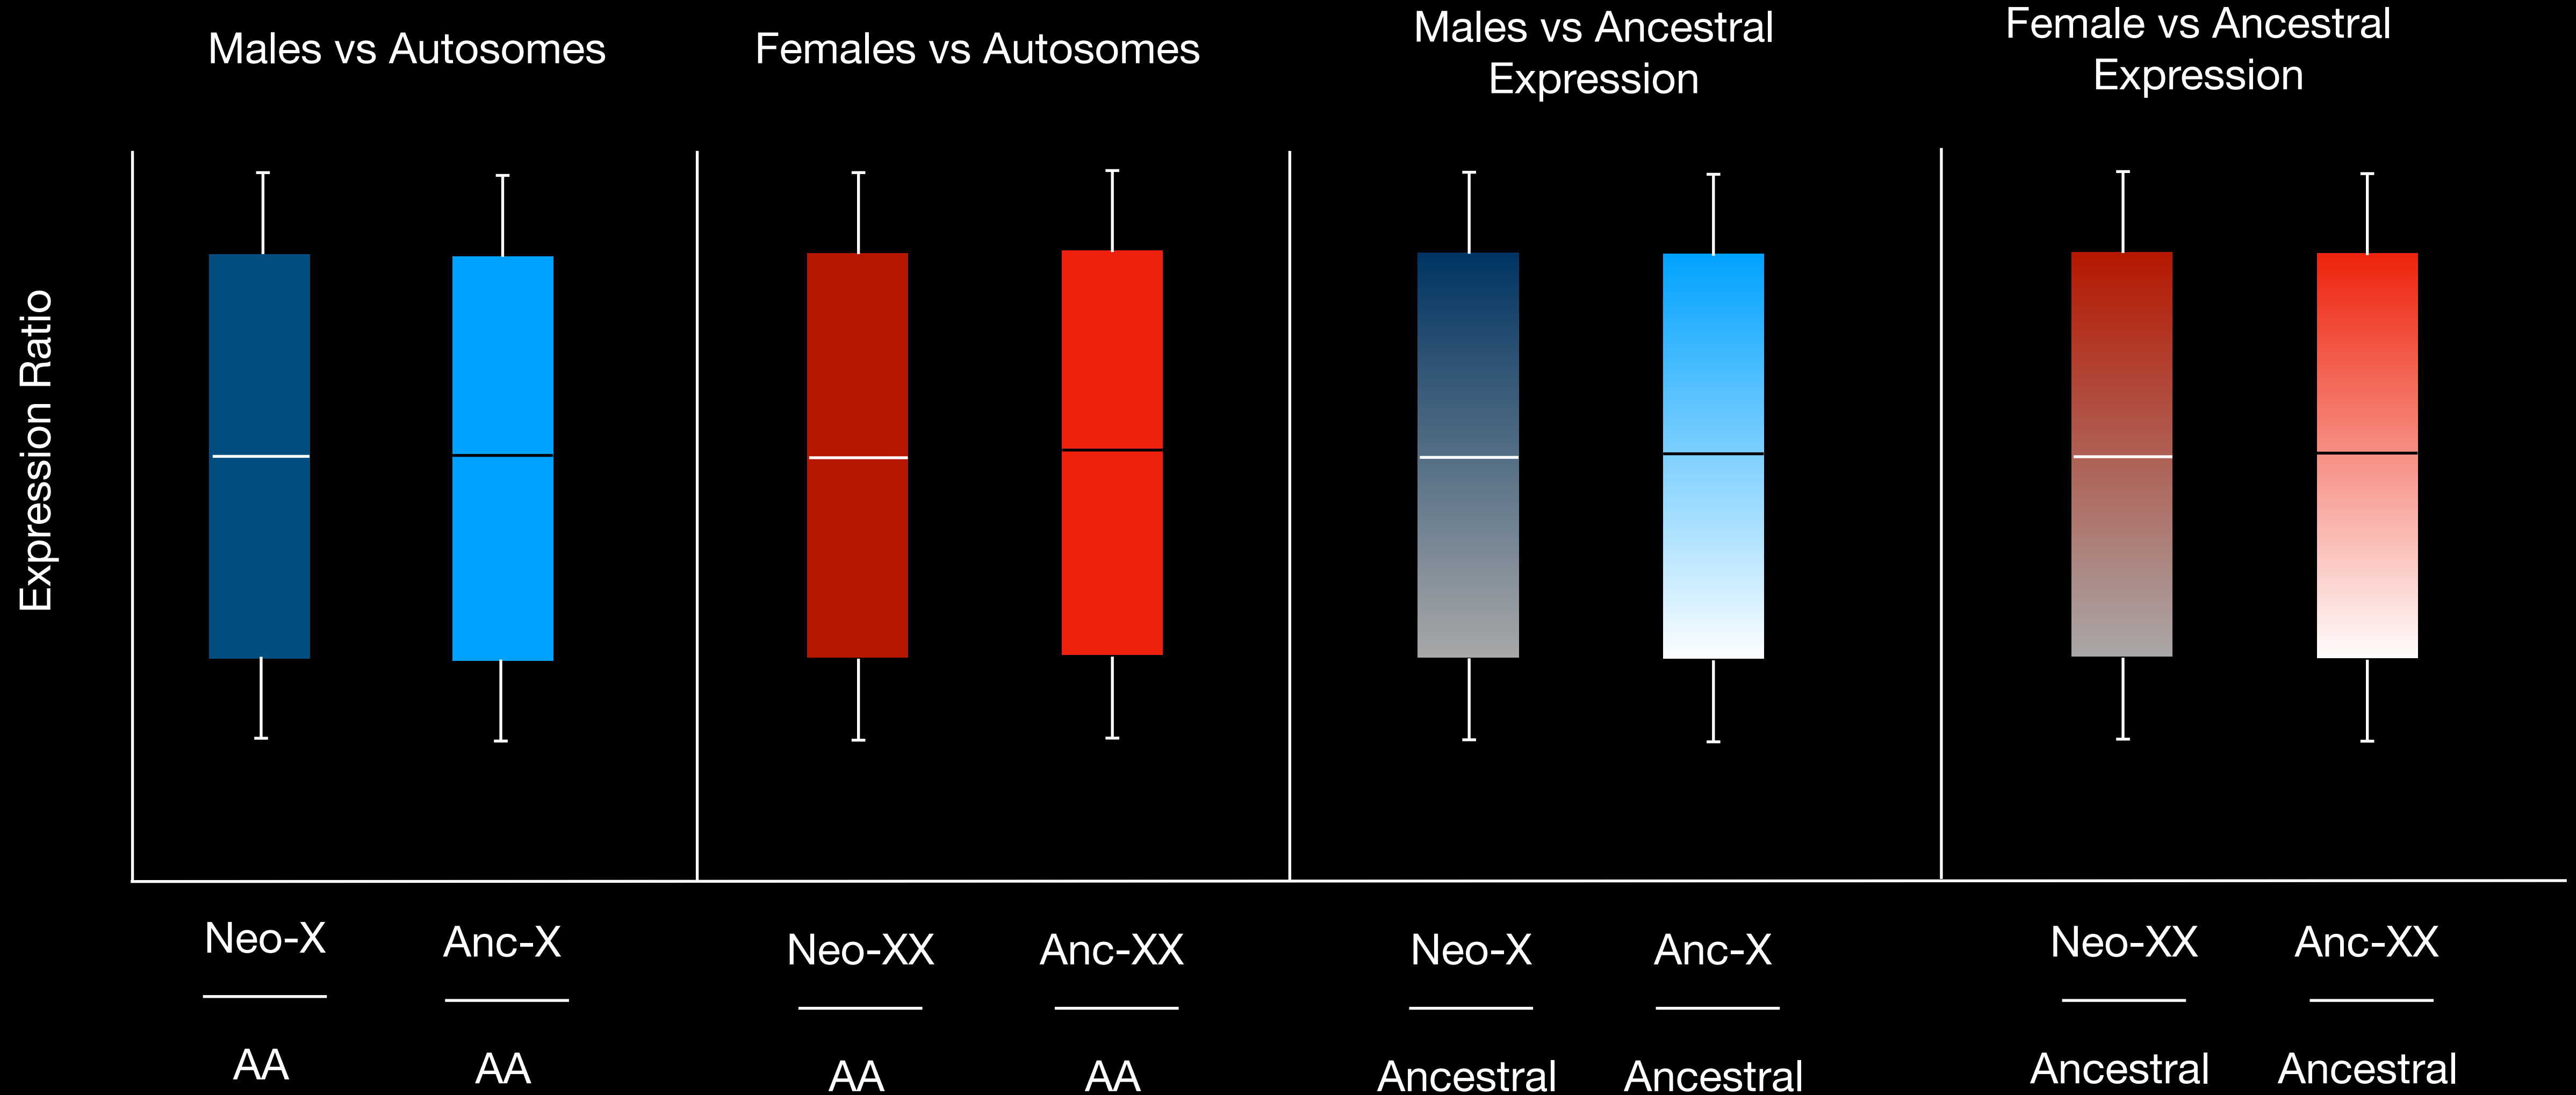 Males vs Autosomes
Females vs Autosomes
Males vs Ancestral
Expression
Female vs Ancestral
Expression
Expression Ratio
Neo-X
AA
Anc-X
AA
Neo-XX
AA
Anc-XX
AA
Neo-X
Ancestral
Anc-X
Ancestral
Neo-XX
Ancestral
Anc-XX
Ancestral